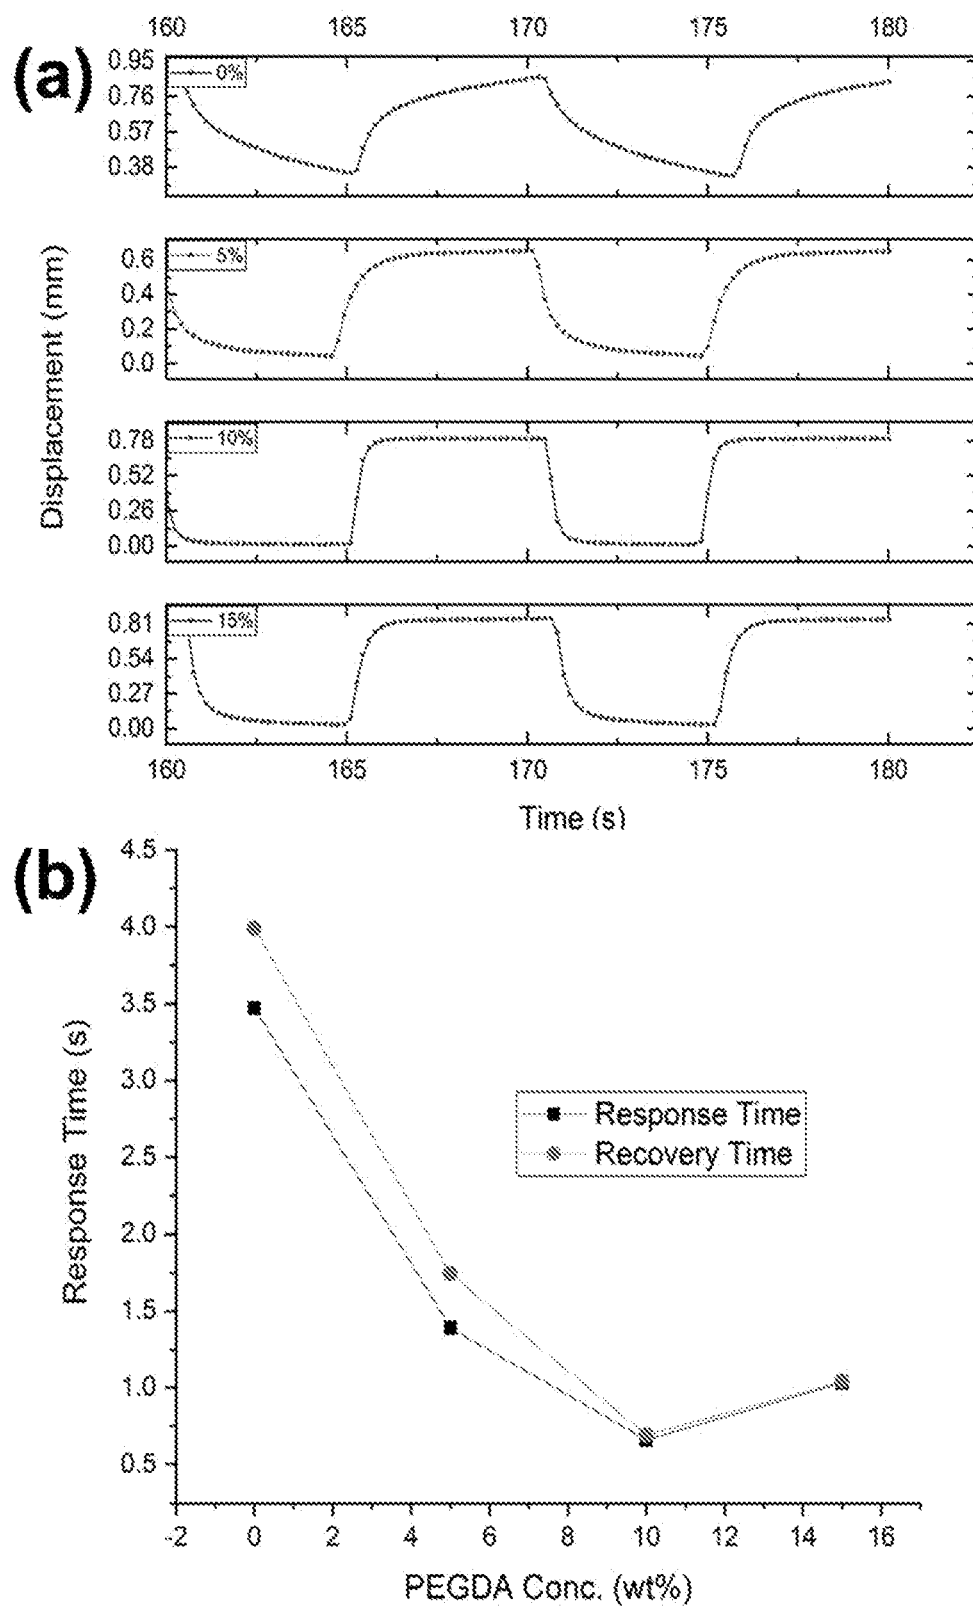 160 165 170 175 180
(a)
0.95
0%
0.76
0.57
0.38
5%
0.6
0.4
0.2
0.0
Displacement (mm)
10%
0.78
0.52
0.26
0.00
15%
0.81
0.54
0.27
0.00
160 165 170 175 180
Time (s)
(b)
4.5
4.0
3.5
3.0
2.5
2.0
1.5
1.0
0.5
Response Time (s)
Response Time
Recovery Time
-2 0 2 4 6 8 10 12 14 16
PEGDA Conc. (wt%)